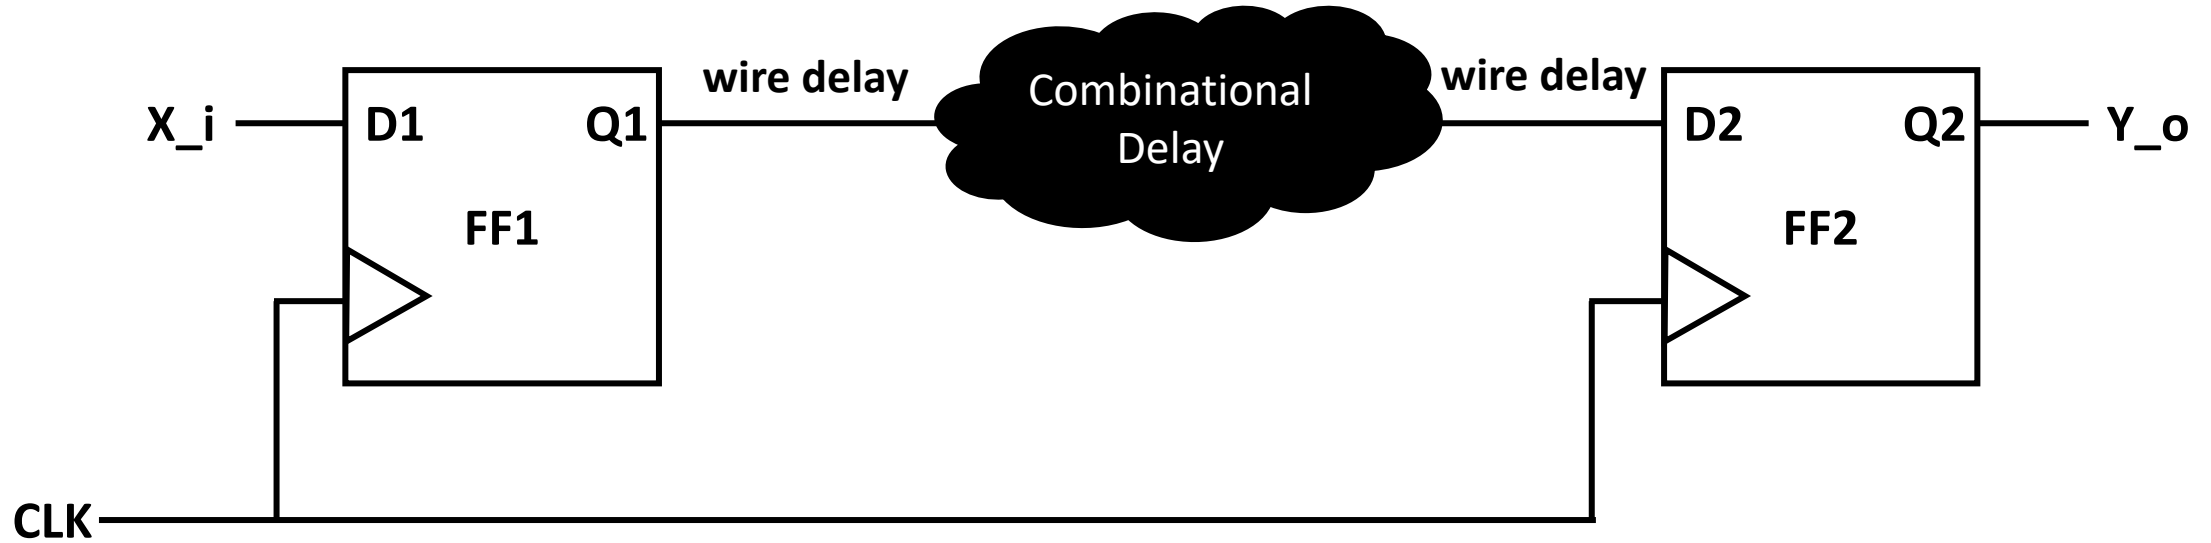 wire delay
Combinational
Delay
wire delay
X_i
D1
Q1
D2
Q2
Y_o
FF1
FF2
CLK